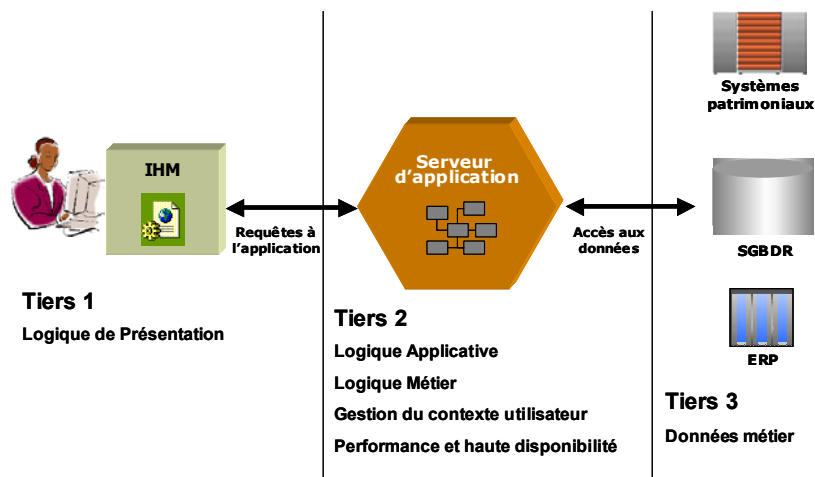 IHM
Requêtes à
l’application
Tiers 1
Logique de Présentation
Serveur
d’application
Tiers 2
Logique Applicative
Logique Métier
Gestion du contexte utilisateur
Performance et haute disponibilité
Accès aux
données
Systèmes
patrimoniaux
SGBDR
ERP
Tiers 3
Données métier